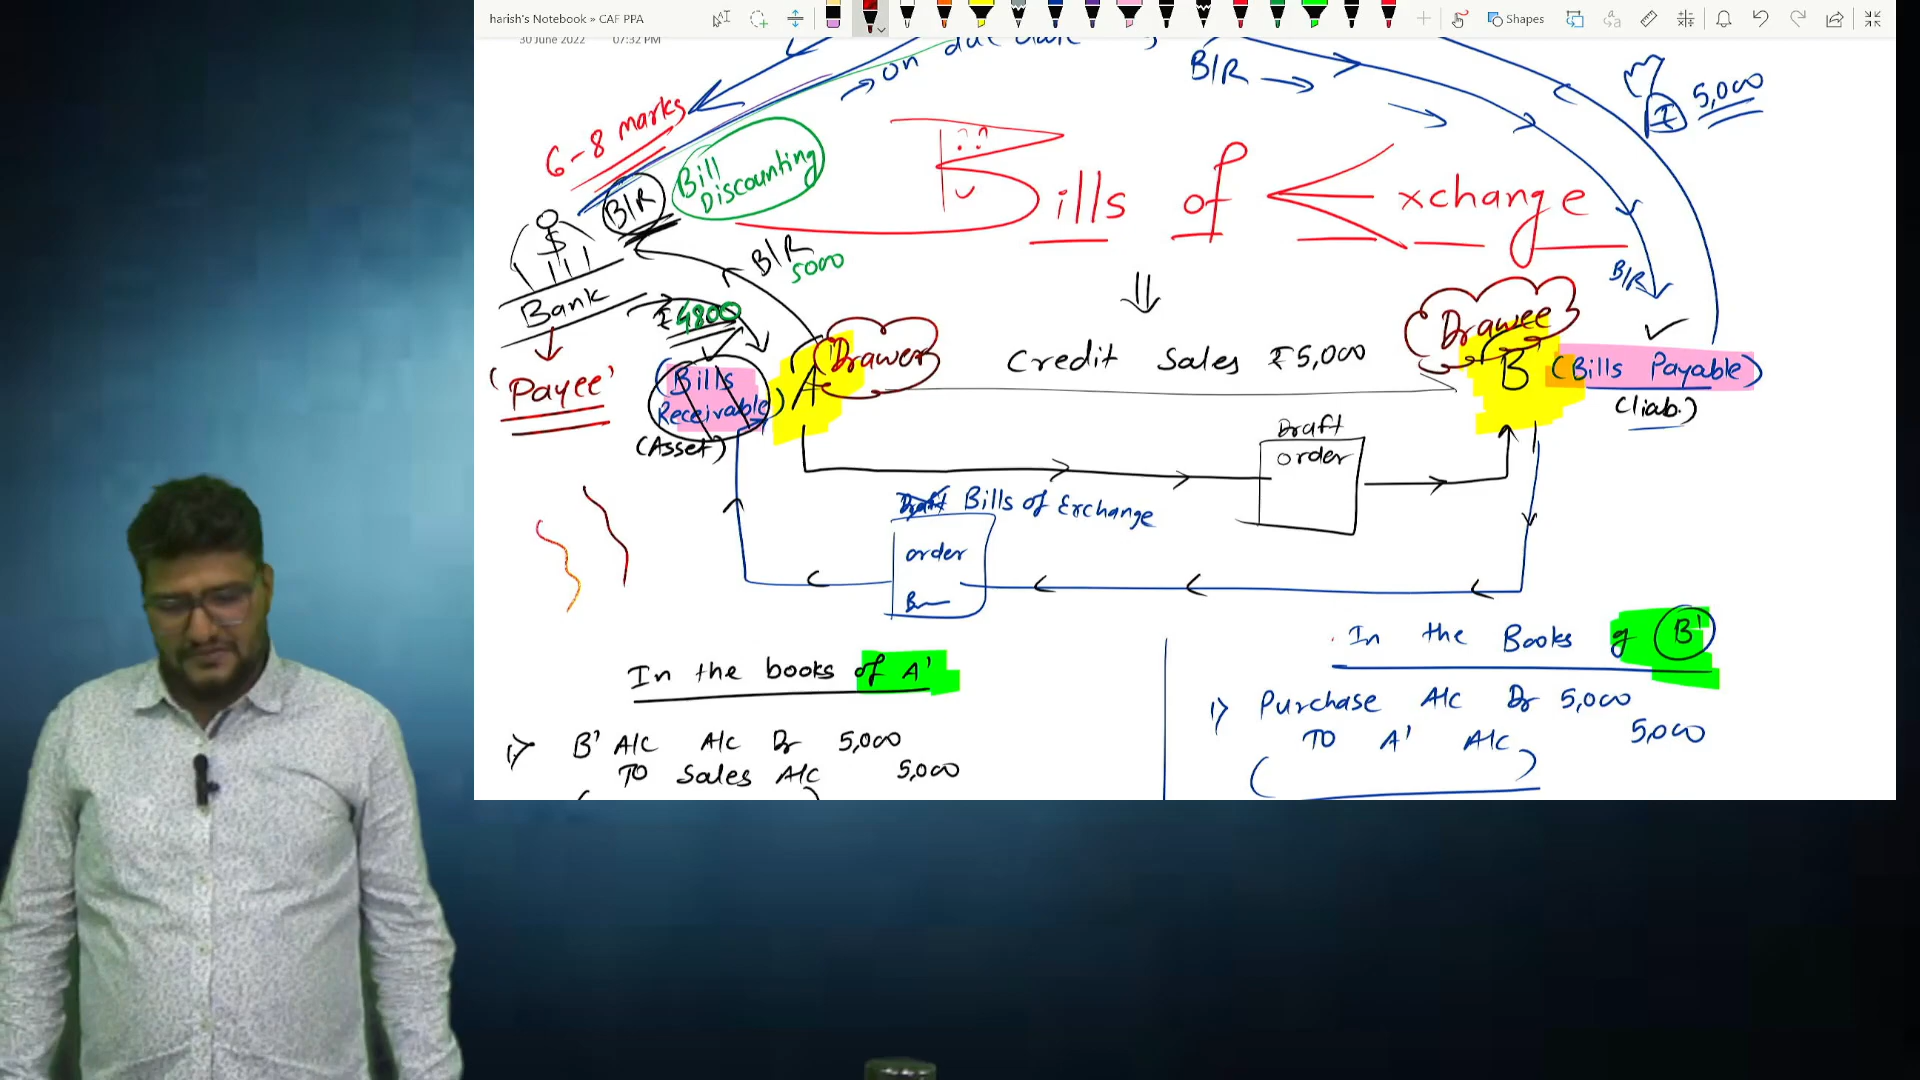 harish's Notebook » CAF PPA
Shapes
30 June 2022 07:32 PM
on due date
B/R →
₹ 5,000
6-8 marks
Bill
Discounting
B/R
Bills of Exchange
B/R
5000
B/R
Bank
₹ 4800
(Payee)
(Bills
Receivable)
(Asset)
A
Drawer
Credit Sales ₹5,000
Drawee
B
(Bills Payable)
(liab.)
Draft
order
Draft Bills of Exchange
order
B
In the books of A'
In the Books of B'
1) B' A/c A/c Dr 5,000
To Sales A/c 5,000
1) Purchase A/c Dr 5,000
To A' A/c 5,000